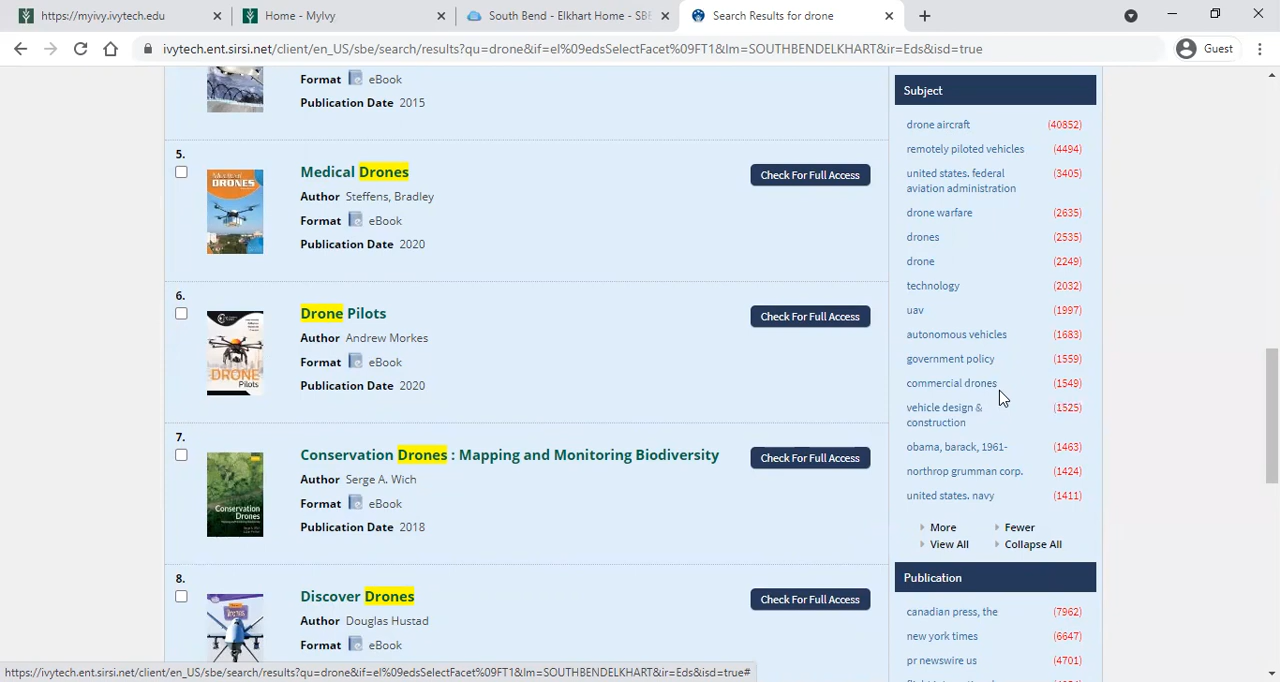 https://myivy.ivytech.edu
Home - MyIvy
South Bend - Elkhart Home - SBE
Search Results for drone
ivytech.ent.sirsi.net/client/en_US/sbe/search/results?qu=drone&if=el%09edsSelectFacet%09FT1&lm=SOUTHBENDELKHART&ir=Eds&isd=true
Guest
Format eBook
Publication Date 2015
5.
Medical Drones
Check For Full Access
Author Steffens, Bradley
Format eBook
Publication Date 2020
6.
Drone Pilots
Check For Full Access
Author Andrew Morkes
Format eBook
Publication Date 2020
DRONE
Pilots
7.
Conservation Drones : Mapping and Monitoring Biodiversity
Check For Full Access
Author Serge A. Wich
Format eBook
Publication Date 2018
Conservation
Drones
8.
Discover Drones
Check For Full Access
Author Douglas Hustad
Format eBook
Subject
drone aircraft (40852)
remotely piloted vehicles (4494)
united states. federal (3405)
aviation administration
drone warfare (2635)
drones (2535)
drone (2249)
technology (2032)
uav (1997)
autonomous vehicles (1683)
government policy (1559)
commercial drones (1549)
vehicle design & (1525)
construction
obama, barack, 1961- (1463)
northrop grumman corp. (1424)
united states. navy (1411)
More Fewer
View All Collapse All
Publication
canadian press, the (7962)
new york times (6647)
pr newswire us (4701)
https://ivytech.ent.sirsi.net/client/en_US/sbe/search/results?qu=drone&if=el%09edsSelectFacet%09FT1&lm=SOUTHBENDELKHART&ir=Eds&isd=true#